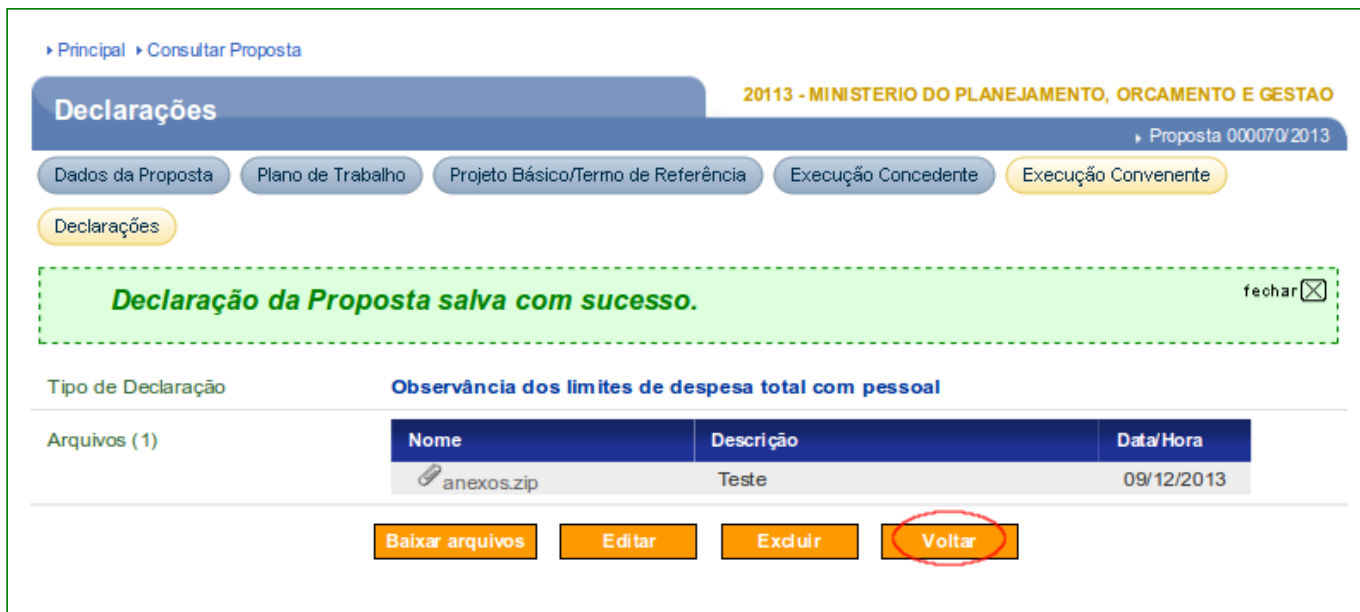 Principal Consultar Proposta
20113 - MINISTERIO DO PLANEJAMENTO, ORCAMENTO E GESTAO
Declarações
Proposta 000070/2013
Dados da Proposta Plano de Trabalho Projeto Básico/Termo de Referência Execução Concedente Execução Convenente
Declarações
Declaração da Proposta salva com sucesso. fechar
Tipo de Declaração Observância dos limites de despesa total com pessoal
Arquivos (1) Nome Descrição Data/Hora
anexos.zip Teste 09/12/2013
Baixar arquivos Editar Excluir Voltar